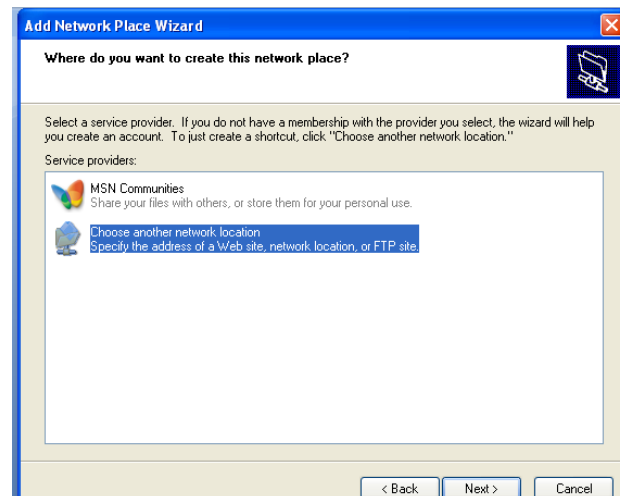 Add Network Place Wizard
Where do you want to create this network place?
Select a service provider. If you do not have a membership with the provider you select, the wizard will help
you create an account. To just create a shortcut, click "Choose another network location."
Service providers:
MSN Communities
Share your files with others, or store them for your personal use.
Choose another network location
Specify the address of a Web site, network location, or FTP site.
< Back Next > Cancel